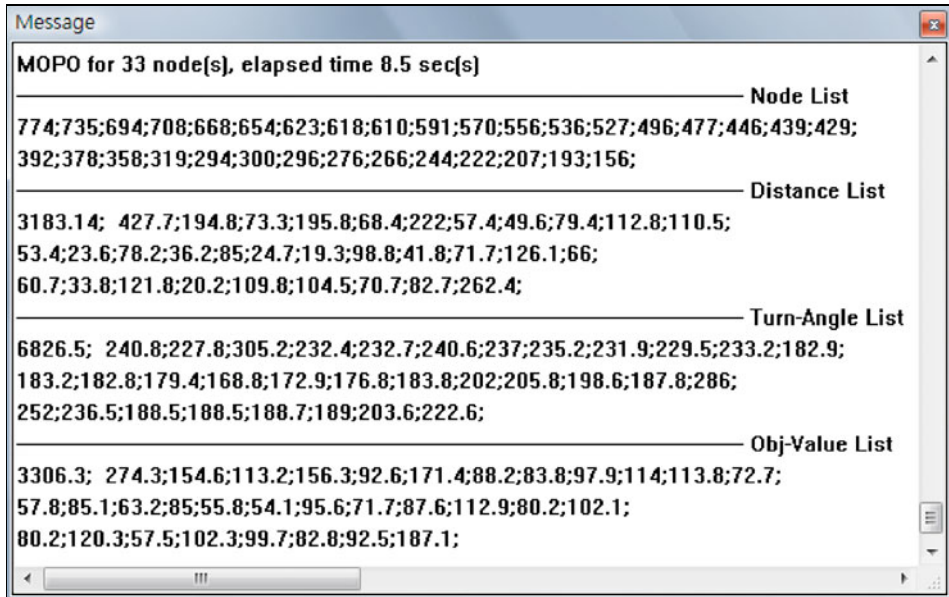 Message
MOPO for 33 node(s), elapsed time 8.5 sec(s)
Node List
774;735;694;708;668;654;623;618;610;591;570;556;536;527;496;477;446;439;429;
392;378;358;319;294;300;296;276;266;244;222;207;193;156;
Distance List
3183.14;  427.7;194.8;73.3;195.8;68.4;222;57.4;49.6;79.4;112.8;110.5;
53.4;23.6;78.2;36.2;85;24.7;19.3;98.8;41.8;71.7;126.1;66;
60.7;33.8;121.8;20.2;109.8;104.5;70.7;82.7;262.4;
Turn-Angle List
6826.5;  240.8;227.8;305.2;232.4;232.7;240.6;237;235.2;231.9;229.5;233.2;182.9;
183.2;182.8;179.4;168.8;172.9;176.8;183.8;202;205.8;198.6;187.8;286;
252;236.5;188.5;188.5;188.7;189;203.6;222.6;
Obj-Value List
3306.3;  274.3;154.6;113.2;156.3;92.6;171.4;88.2;83.8;97.9;114;113.8;72.7;
57.8;85.1;63.2;85;55.8;54.1;95.6;71.7;87.6;112.9;80.2;102.1;
80.2;120.3;57.5;102.3;99.7;82.8;92.5;187.1;